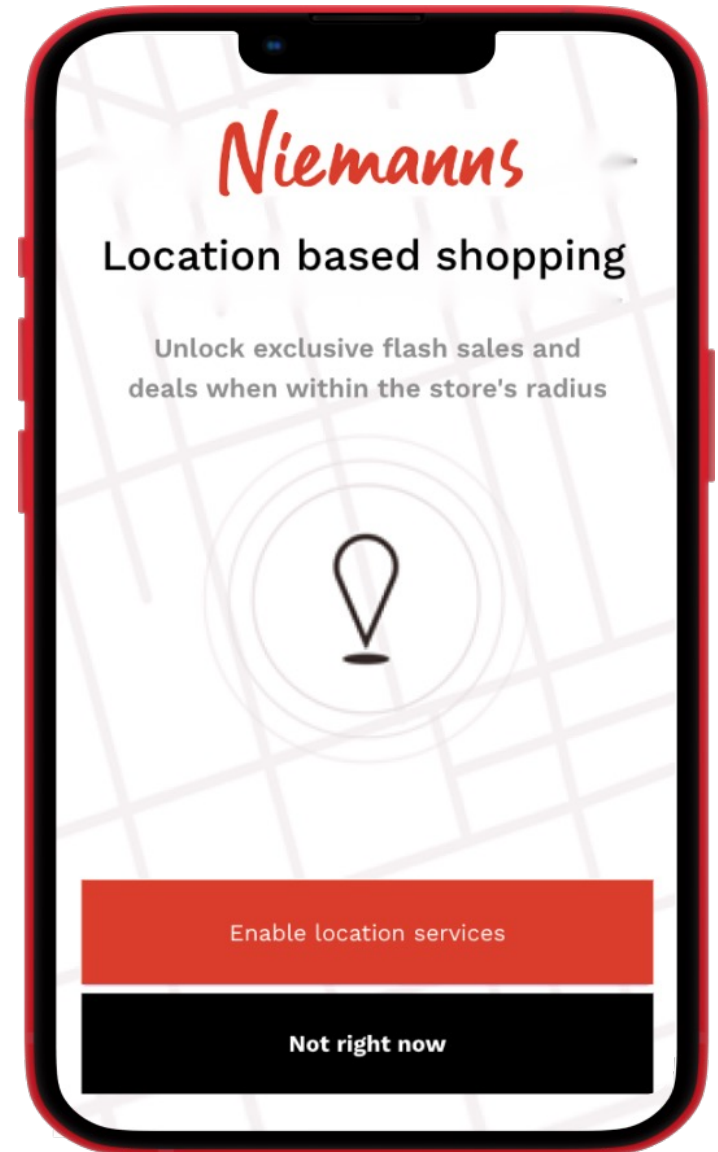 Niemanns
Location based shopping
Unlock exclusive flash sales and
deals when within the store's radius
Enable location services
Not right now